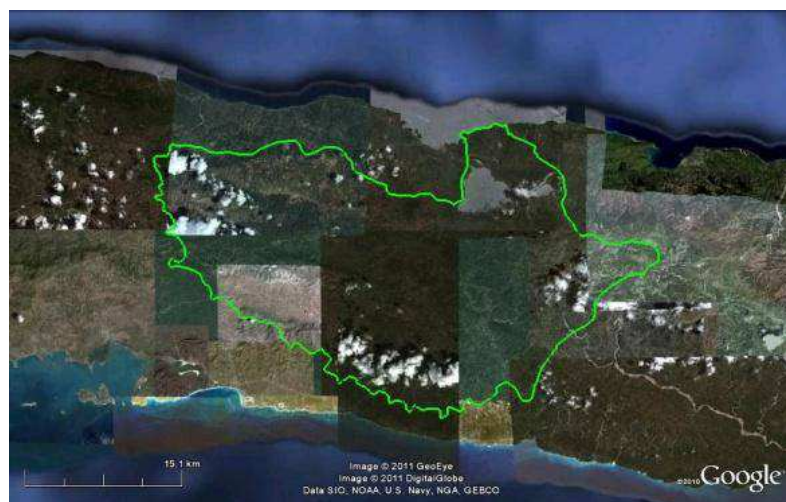 15.1 km
Image © 2011 GeoEye
Image © 2011 DigitalGlobe
Data SIO, NOAA, U.S. Navy, NGA, GEBCO
©2010 Google